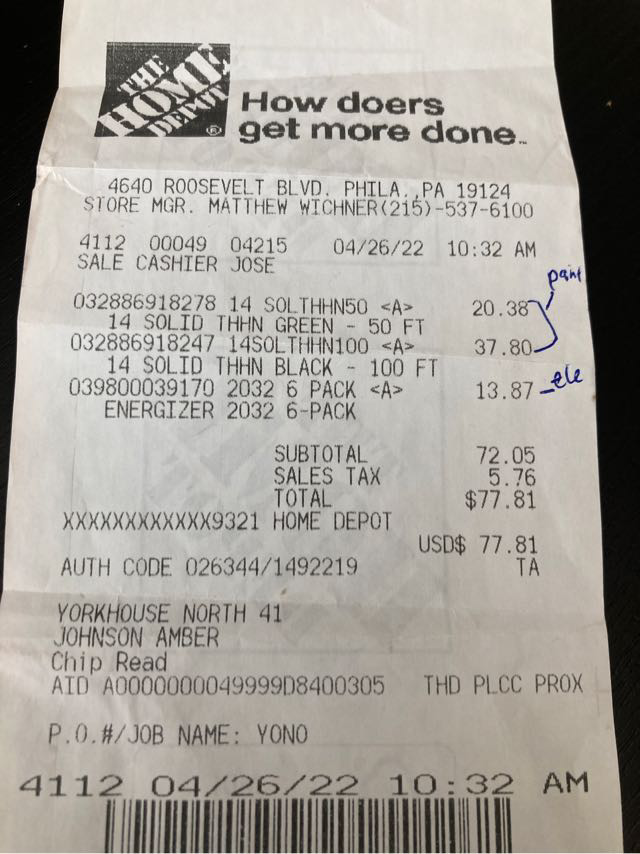 THE
HOME
DEPOT
®
How doers
get more done™
4640 ROOSEVELT BLVD. PHILA.,PA 19124
STORE MGR. MATTHEW WICHNER(215)-537-6100
4112 00049 04215 04/26/22 10:32 AM
SALE CASHIER JOSE
paint
032886918278 14 SOLTHHN50 <A> 20.38
14 SOLID THHN GREEN - 50 FT
032886918247 14SOLTHHN100 <A> 37.80
14 SOLID THHN BLACK - 100 FT
039800039170 2032 6 PACK <A> 13.87 ele
ENERGIZER 2032 6-PACK
SUBTOTAL 72.05
SALES TAX 5.76
TOTAL $77.81
XXXXXXXXXXXX9321 HOME DEPOT
USD$ 77.81
AUTH CODE 026344/1492219 TA
YORKHOUSE NORTH 41
JOHNSON AMBER
Chip Read
AID A0000000049999D8400305 THD PLCC PROX
P.O.#/JOB NAME: YONO
4112 04/26/22 10:32 AM